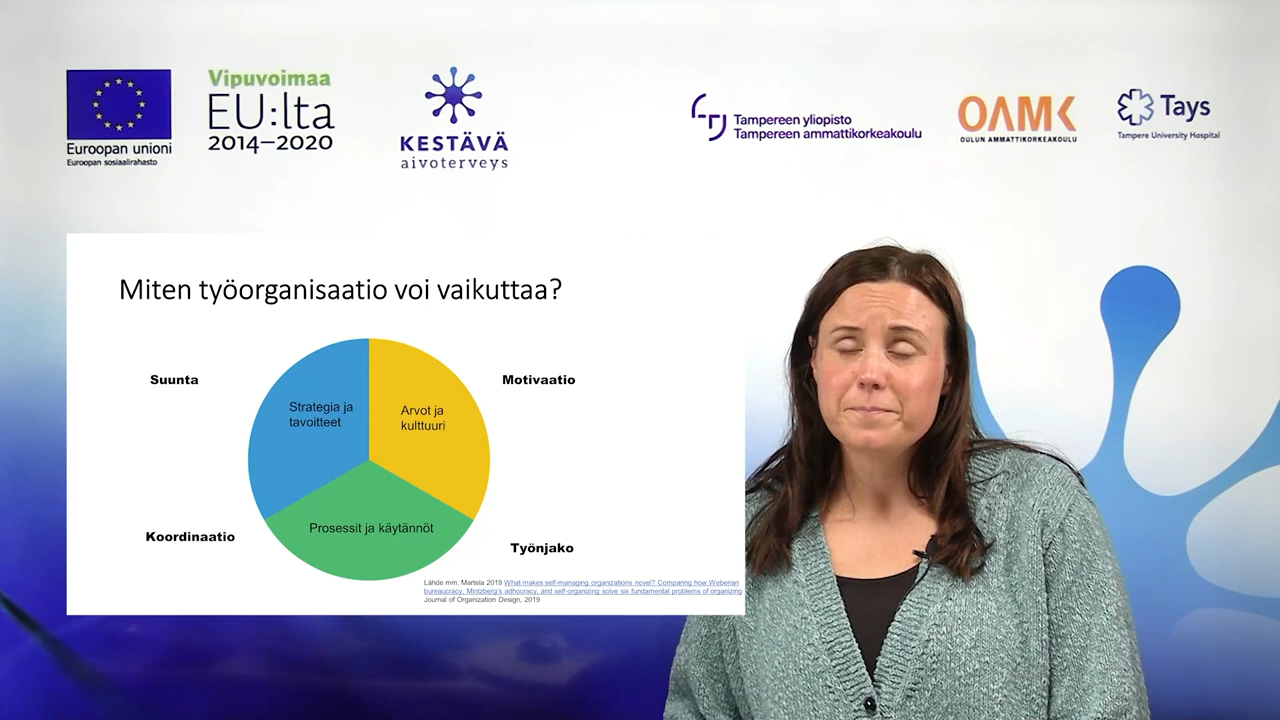 Euroopan unioni
Euroopan sosiaalirahasto
Vipuvoimaa
EU:lta
2014–2020
KESTÄVÄ
aivoterveys
Tampereen yliopisto
Tampereen ammattikorkeakoulu
OAMK
OULUN AMMATTIKORKEAKOULU
Tays
Tampere University Hospital
Miten työorganisaatio voi vaikuttaa?
Suunta
Motivaatio
Strategia ja
tavoitteet
Arvot ja
kulttuuri
Prosessit ja käytännöt
Koordinaatio
Työnjako
Lähde mm. Martela 2019 What makes self-managing organizations novel? Comparing how Weberian
bureaucracy, Mintzberg's adhocracy, and self-organizing solve six fundamental problems of organizing
Journal of Organization Design, 2019